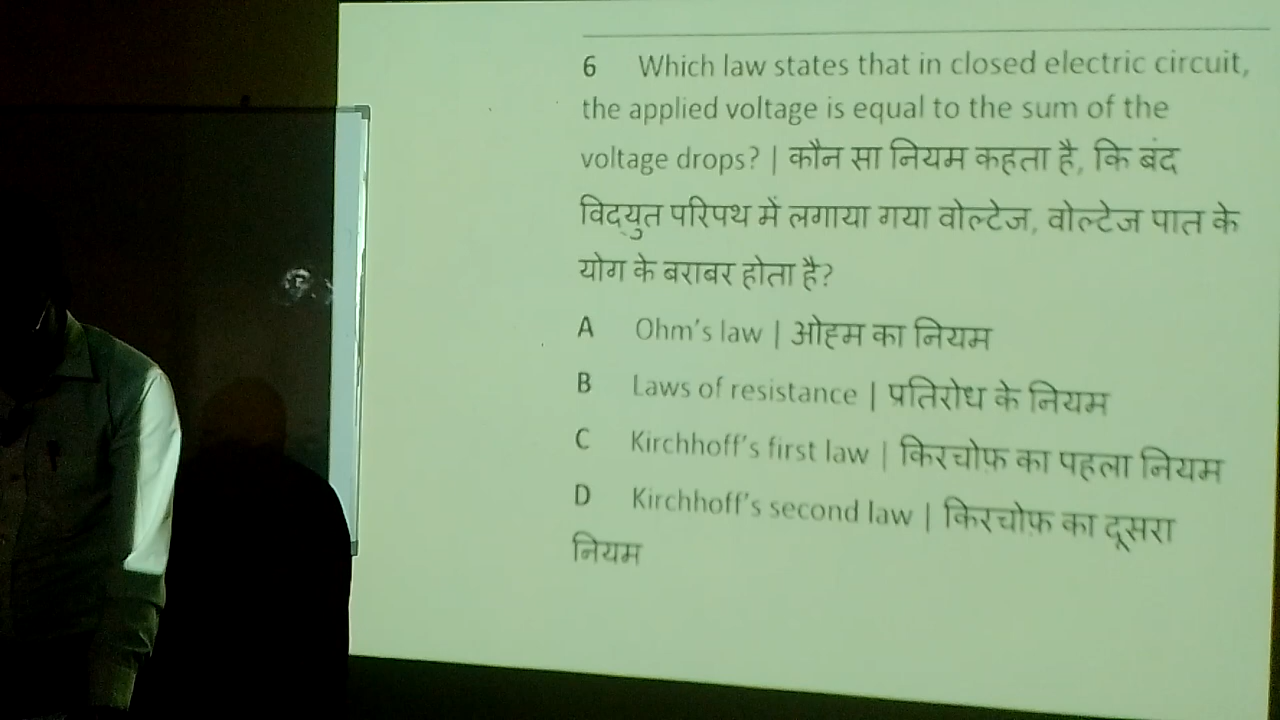 6 Which law states that in closed electric circuit,
the applied voltage is equal to the sum of the
voltage drops? | कौन सा नियम कहता है, कि बंद
विद्युत परिपथ में लगाया गया वोल्टेज, वोल्टेज पात के
योग के बराबर होता है?
A Ohm's law | ओह्म का नियम
B Laws of resistance | प्रतिरोध के नियम
C Kirchhoff's first law | किरचोफ़ का पहला नियम
D Kirchhoff's second law | किरचोफ़ का दूसरा
नियम